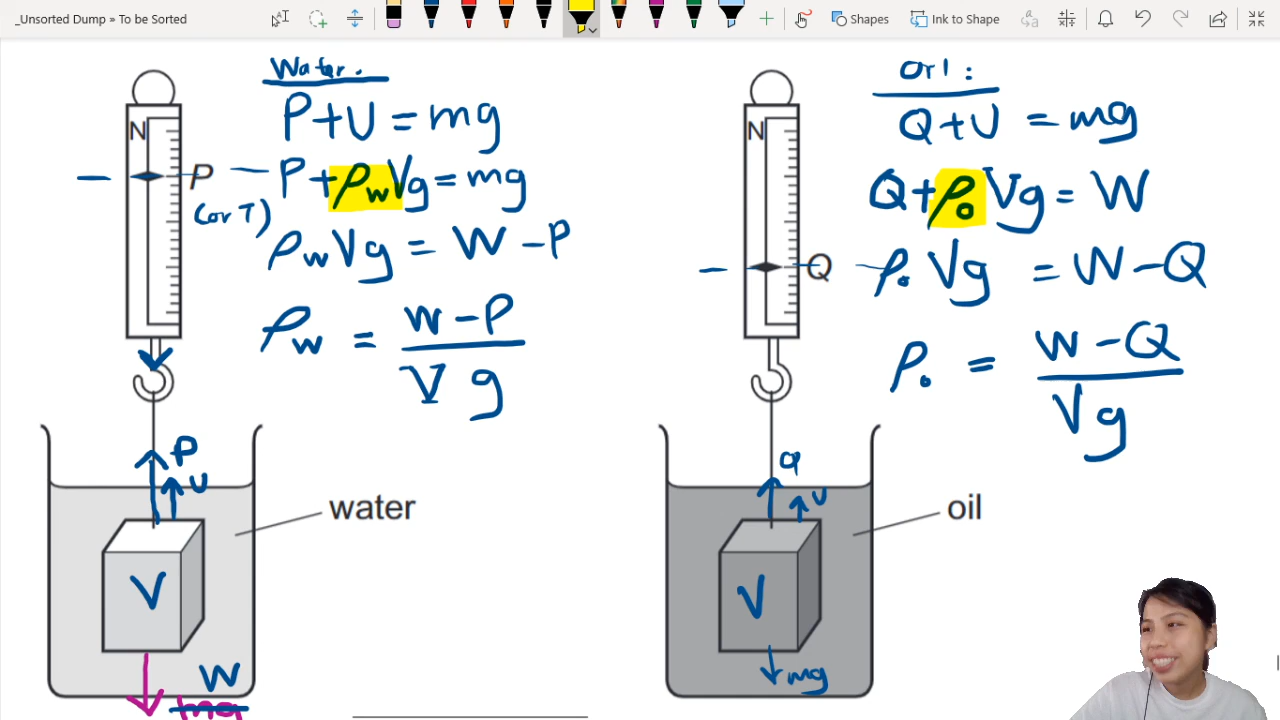 _Unsorted Dump » To be Sorted
Shapes
Ink to Shape
Water:
P+U = mg
P+ρwVg = mg
ρwVg = W – P
ρw = W – P / Vg
N
P
(or T)
P
U
V
W
mg
water
Oil:
Q+U = mg
Q+ρoVg = W
ρoVg = W – Q
ρo = W – Q / Vg
N
Q
Q
U
V
mg
oil